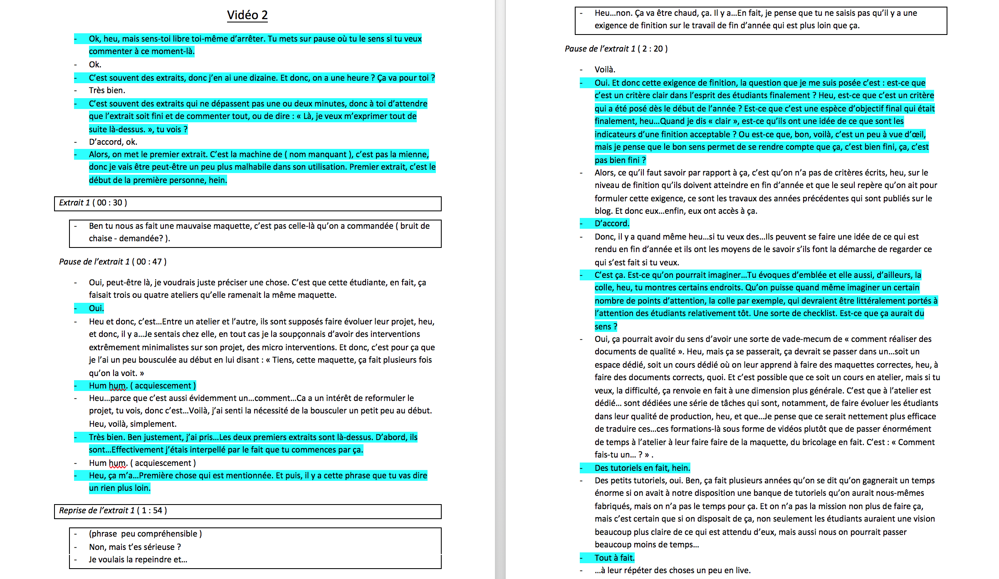 Vidéo 2
- Ok, heu, mais sens-toi libre toi-même d’arrêter. Tu mets sur pause où tu le sens si tu veux
commenter à ce moment-là.
- Ok.
- C’est souvent des extraits, donc j’en ai une dizaine. Et donc, on a une heure ? Ça va pour toi ?
- Très bien.
- C’est souvent des extraits qui ne dépassent pas une ou deux minutes, donc à toi d’attendre
que l’extrait soit fini et de commenter tout, ou de dire : « Là, je veux m’exprimer tout de
suite là-dessus. », tu vois ?
- D’accord, ok.
- Alors, on met le premier extrait. C’est la machine de ( nom manquant ), c’est pas la mienne,
donc je vais être peut-être un peu plus malhabile dans son utilisation. Premier extrait, c’est le
début de la première personne, hein.
Extrait 1 ( 00 : 30 )
- Ben tu nous as fait une mauvaise maquette, c’est pas celle-là qu’on a commandée ( bruit de
chaise - demandée? ).
Pause de l’extrait 1 ( 00 : 47 )
- Oui, peut-être là, je voudrais juste préciser une chose. C’est que cette étudiante, en fait, ça
faisait trois ou quatre ateliers qu’elle ramenait la même maquette.
- Oui.
- Heu et donc, c’est…Entre un atelier et l’autre, ils sont supposés faire évoluer leur projet, heu,
et donc, il y a…Je sentais chez elle, en tout cas je la soupçonnais d’avoir des interventions
extrêmement minimalistes sur son projet, des micro interventions. Et donc, c’est pour ça que
je l’ai un peu bousculée au début en lui disant : « Tiens, cette maquette, ça fait plusieurs fois
qu’on la voit. »
- Hum hum. ( acquiescement )
- Heu…parce que c’est aussi évidemment un…comment…Ca a un intérêt de reformuler le
projet, tu vois, donc c’est…Voilà, j’ai senti la nécessité de la bousculer un petit peu au début.
Heu, voilà, simplement.
- Très bien. Ben justement, j’ai pris…Les deux premiers extraits sont là-dessus. D’abord, ils
sont…Effectivement j’étais interpellé par le fait que tu commences par ça.
- Hum hum. ( acquiescement )
- Heu, ça m’a…Première chose qui est mentionnée. Et puis, il y a cette phrase que tu vas dire
un rien plus loin.
Reprise de l’extrait 1 ( 1 : 54 )
- (phrase peu compréhensible )
- Non, mais t’es sérieuse ?
- Je voulais la repeindre et…
- Heu…non. Ça va être chaud, ça. Il y a…En fait, je pense que tu ne saisis pas qu’il y a une
exigence de finition sur le travail de fin d’année qui est plus loin que ça.
Pause de l’extrait 1 ( 2 : 20 )
- Voilà.
- Oui. Et donc cette exigence de finition, la question que je me suis posée c’est : est-ce que
c’est un critère clair dans l’esprit des étudiants finalement ? Heu, est-ce que c’est un critère
qui a été posé dès le début de l’année ? Est-ce que c’est une espèce d’objectif final qui était
finalement, heu…Quand je dis « clair », est-ce qu’ils ont une idée de ce que sont les
indicateurs d’une finition acceptable ? Ou est-ce que, bon, voilà, c’est un peu à vue d’œil,
mais je pense que le bon sens permet de se rendre compte que ça, c’est bien fini, ça, c’est
pas bien fini ?
- Alors, ce qu’il faut savoir par rapport à ça, c’est qu’on n’a pas de critères écrits, heu, sur le
niveau de finition qu’ils doivent atteindre en fin d’année et que le seul repère qu’on ait pour
formuler cette exigence, ce sont les travaux des années précédentes qui sont publiés sur le
blog. Et donc eux…enfin, eux ont accès à ça.
- D’accord.
- Donc, il y a quand même heu…si tu veux des…Ils peuvent se faire une idée de ce qui est
rendu en fin d’année et ils ont les moyens de le savoir s’ils font la démarche de regarder ce
qui s’est fait si tu veux.
- C’est ça. Est-ce qu’on pourrait imaginer…Tu évoques d’emblée et elle aussi, d’ailleurs, la
colle, heu, tu montres certains endroits. Qu’on puisse quand même imaginer un certain
nombre de points d’attention, la colle par exemple, qui devraient être littéralement portés à
l’attention des étudiants relativement tôt. Une sorte de checklist. Est-ce que ça aurait du
sens ?
- Oui, ça pourrait avoir du sens d’avoir une sorte de vade-mecum de « comment réaliser des
documents de qualité ». Heu, mais ça se passerait, ça devrait se passer dans un…soit un
espace dédié, soit un cours dédié où on leur apprend à faire des maquettes correctes, heu, à
faire des documents corrects, quoi. Et c’est possible que ce soit un cours en atelier, mais si tu
veux, la difficulté, ça renvoie en fait à une dimension plus générale. C’est que à l’atelier est
dédié… sont dédiées une série de tâches qui sont, notamment, de faire évoluer les étudiants
dans leur qualité de production, heu, et que…Je pense que ce serait nettement plus efficace
de traduire ces…ces formations-là sous forme de vidéos plutôt que de passer énormément
de temps à l’atelier à leur faire faire de la maquette, du bricolage en fait. C’est : « Comment
fais-tu un… ? » .
- Des tutoriels en fait, hein.
- Des petits tutoriels, oui. Ben, ça fait plusieurs années qu’on se dit qu’on gagnerait un temps
énorme si on avait à notre disposition une banque de tutoriels qu’on aurait nous-mêmes
fabriqués, mais on n’a pas le temps pour ça. Et on n’a pas la mission non plus de faire ça,
mais c’est certain que si on disposait de ça, non seulement les étudiants auraient une vision
beaucoup plus claire de ce qui est attendu d’eux, mais aussi nous on pourrait passer
beaucoup moins de temps…
- Tout à fait.
- …à leur répéter des choses un peu en live.